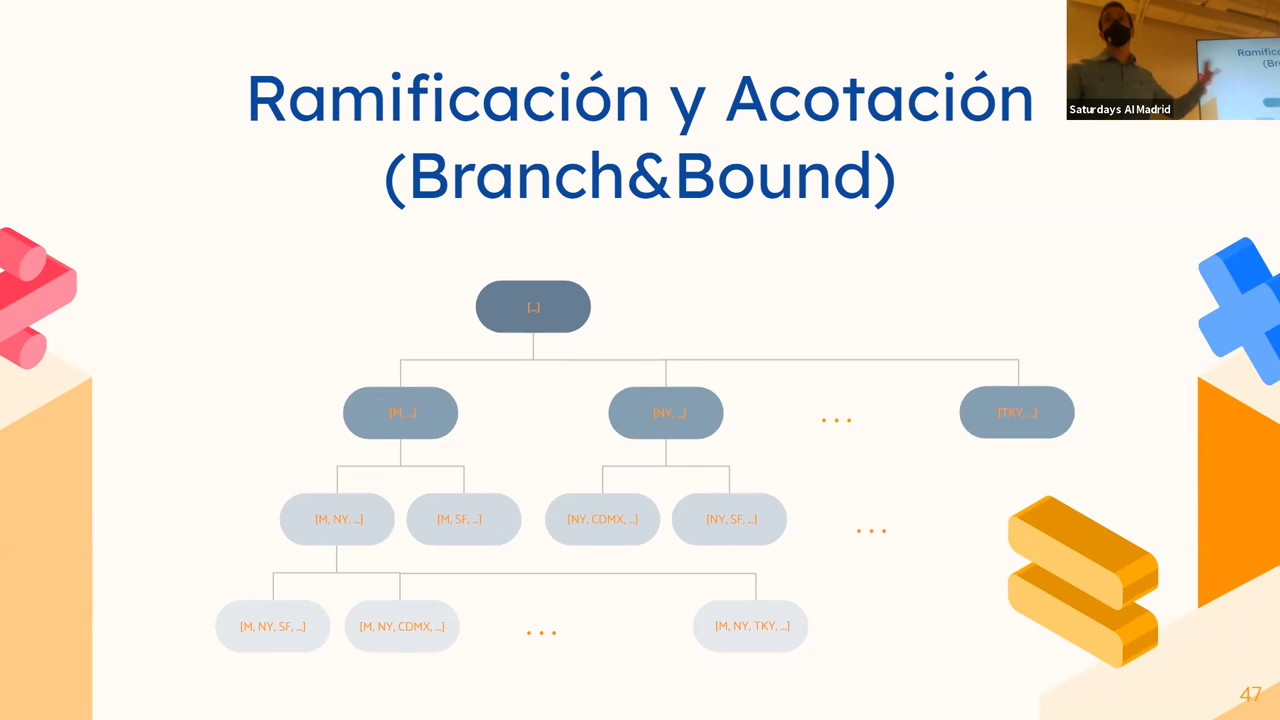 Ramificación y Acotación
(Branch&Bound)
Saturdays AI Madrid
[...]
[M, ...]
[NY, ...]
...
[TKY, ...]
[M, NY, ...]
[M, SF, ...]
[NY, CDMX, ...]
[NY, SF, ...]
...
[M, NY, SF, ...]
[M, NY, CDMX, ...]
...
[M, NY, TKY, ...]
47